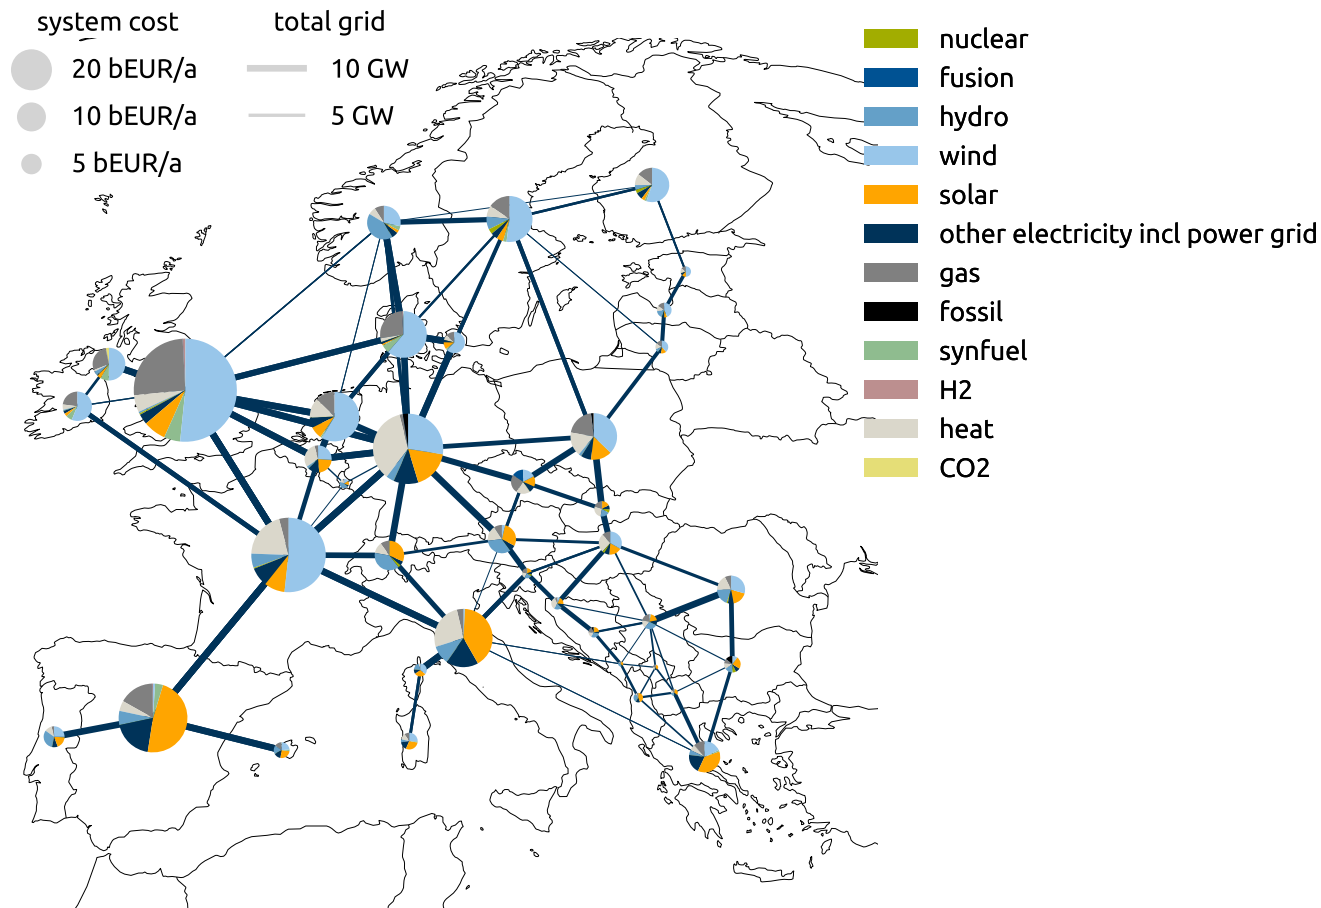 system cost
20 bEUR/a
10 bEUR/a
5 bEUR/a
total grid
10 GW
5 GW
nuclear
fusion
hydro
wind
solar
other electricity incl power grid
gas
fossil
synfuel
H2
heat
CO2